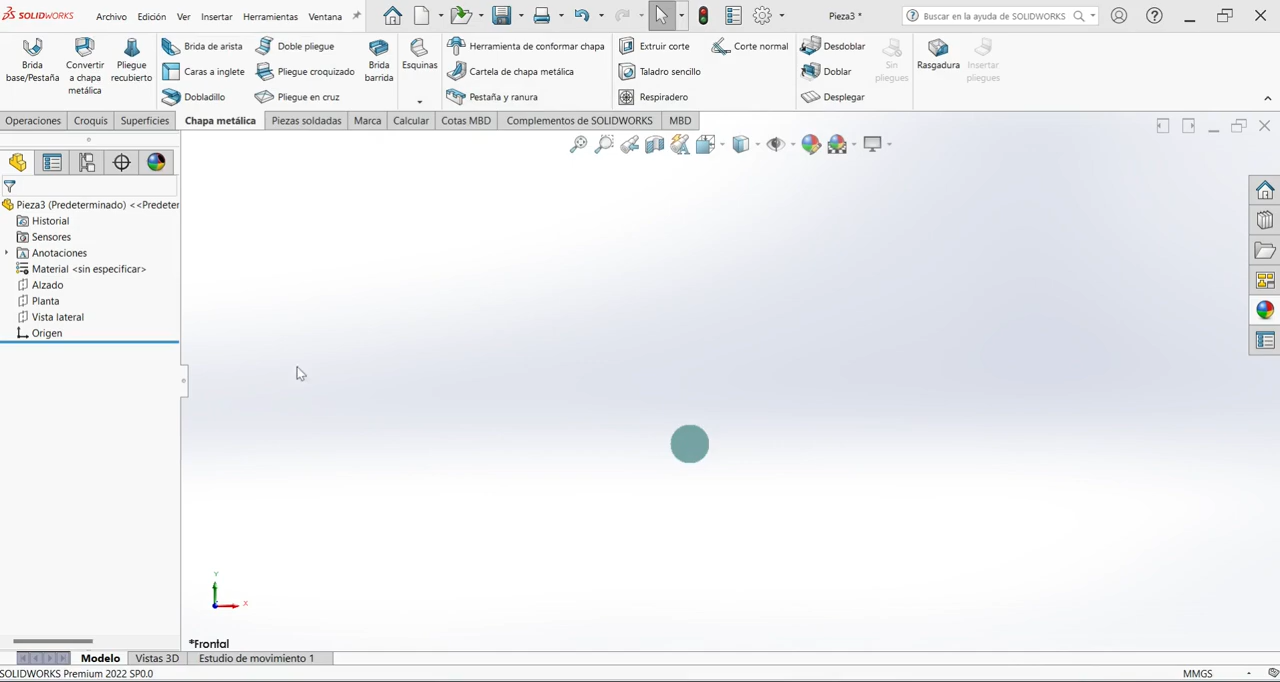 SOLIDWORKS Archivo Edición Ver Insertar Herramientas Ventana Pieza3 * Buscar en la ayuda de SOLIDWORKS
Brida base/Pestaña
Convertir a chapa metálica
Pliegue recubierto
Brida de arista
Caras a inglete
Dobladillo
Doble pliegue
Pliegue croquizado
Pliegue en cruz
Brida barrida
Esquinas
Herramienta de conformar chapa
Cartela de chapa metálica
Pestaña y ranura
Extruir corte
Taladro sencillo
Respiradero
Corte normal
Desdoblar
Doblar
Desplegar
Sin pliegues
Rasgadura
Insertar pliegues
Operaciones Croquis Superficies Chapa metálica Piezas soldadas Marca Calcular Cotas MBD Complementos de SOLIDWORKS MBD
Pieza3 (Predeterminado) <<Predeter
Historial
Sensores
Anotaciones
Material <sin especificar>
Alzado
Planta
Vista lateral
Origen
Y
X
*Frontal
Modelo Vistas 3D Estudio de movimiento 1
SOLIDWORKS Premium 2022 SP0.0 MMGS